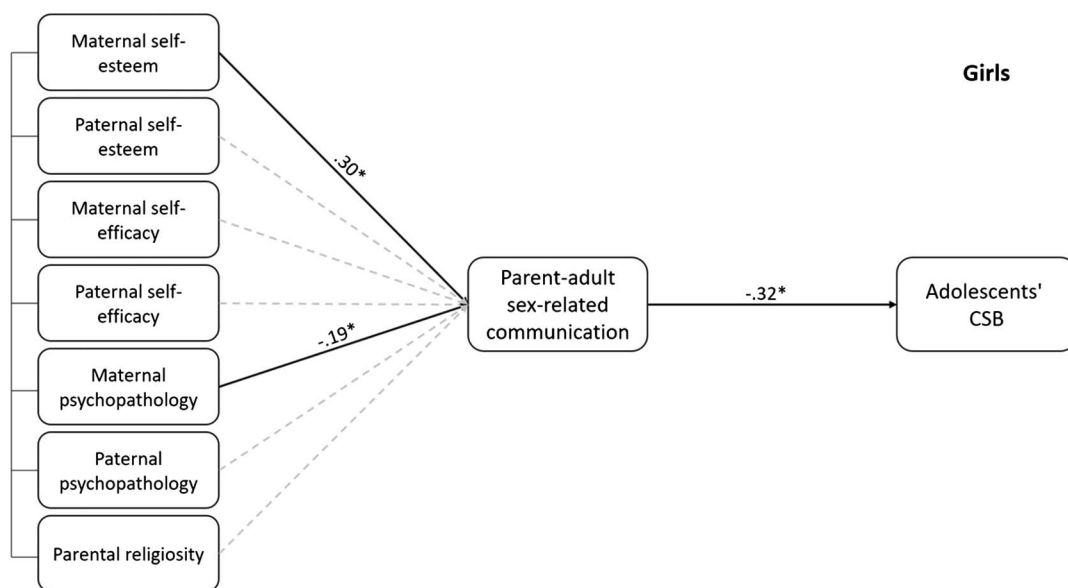 Maternal self-
esteem
Girls
Paternal self-
esteem
.30*
Maternal self-
efficacy
Paternal self-
efficacy
Parent-adult
sex-related
communication
-.32*
Adolescents'
CSB
-.19*
Maternal
psychopathology
Paternal
psychopathology
Parental religiosity